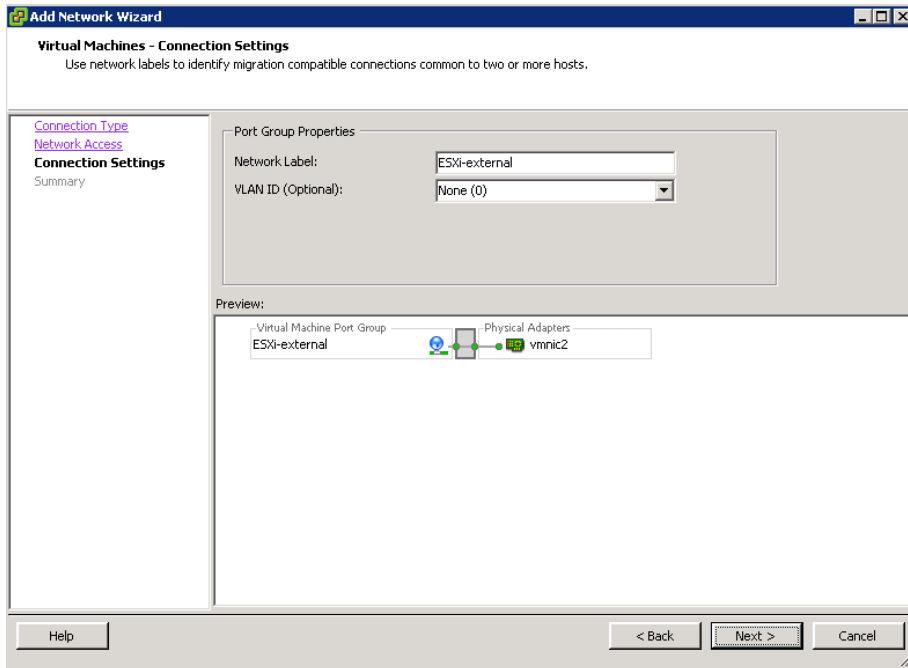 Add Network Wizard
Virtual Machines - Connection Settings
Use network labels to identify migration compatible connections common to two or more hosts.
Connection Type
Network Access
Connection Settings
Summary
Port Group Properties
Network Label:
ESXi-external
VLAN ID (Optional):
None (0)
Preview:
Virtual Machine Port Group
ESXi-external
Physical Adapters
vmnic2
Help
< Back
Next >
Cancel